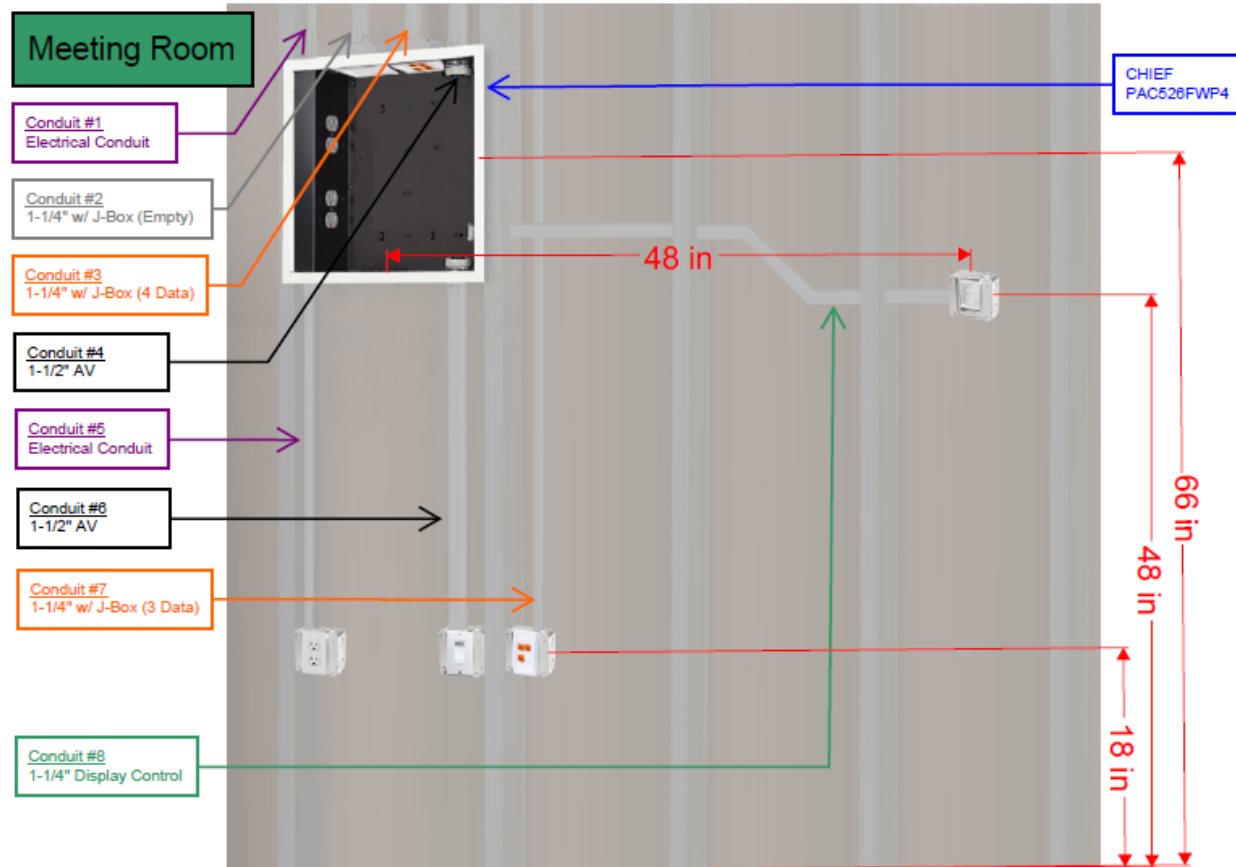 Meeting Room
Conduit #1
Electrical Conduit
Conduit #2
1-1/4" w/ J-Box (Empty)
Conduit #3
1-1/4" w/ J-Box (4 Data)
Conduit #4
1-1/2" AV
Conduit #5
Electrical Conduit
Conduit #6
1-1/2" AV
Conduit #7
1-1/4" w/ J-Box (3 Data)
Conduit #8
1-1/4" Display Control
CHIEF
PAC526FWP4
48 in
66 in
48 in
18 in